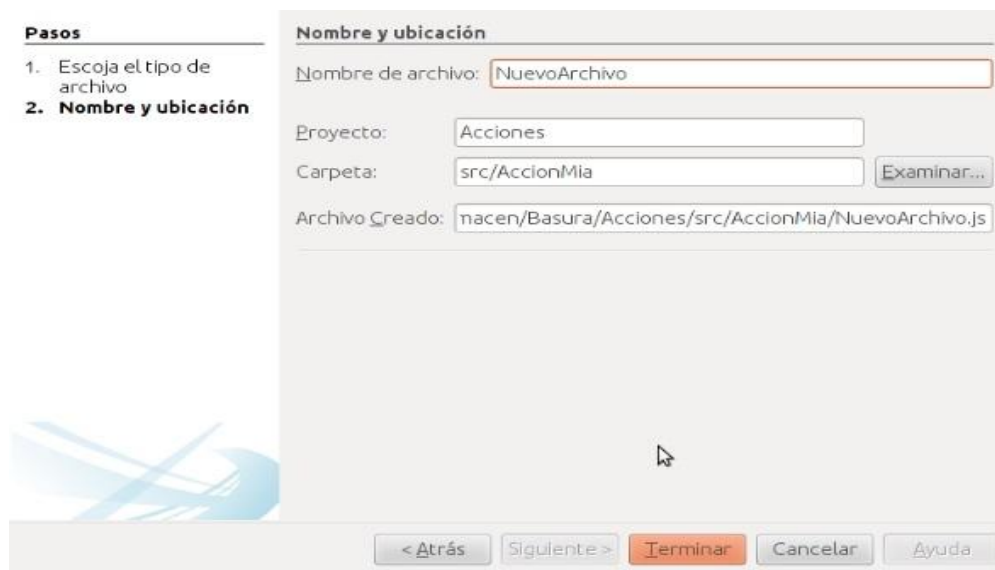 Pasos
1. Escoja el tipo de
archivo
2. Nombre y ubicación
Nombre y ubicación
Nombre de archivo: NuevoArchivo
Proyecto: Acciones
Carpeta: src/AccionMia Examinar...
Archivo Creado: nacen/Basura/Acciones/src/AccionMia/NuevoArchivo.js
< Atrás Siguiente > Terminar Cancelar Ayuda